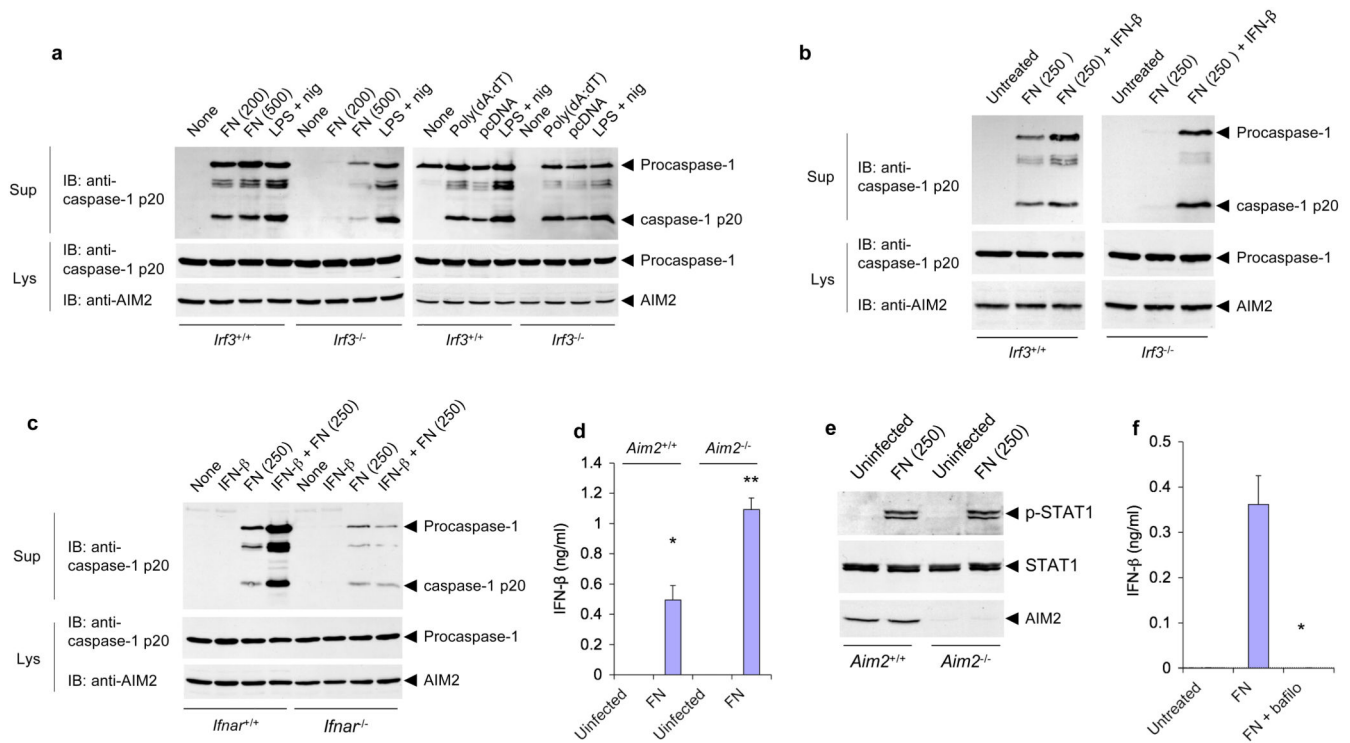 a
None
FN (200)
FN (500)
LPS + nig
None
FN (200)
FN (500)
LPS + nig
None
Poly(dA:dT)
pcDNA
LPS + nig
None
Poly(dA:dT)
pcDNA
LPS + nig
Sup
IB: anti-
caspase-1 p20
Procaspase-1
caspase-1 p20
Lys
IB: anti-
caspase-1 p20
Procaspase-1
IB: anti-AIM2
AIM2
Irf3+/+
Irf3-/-
Irf3+/+
Irf3-/-
b
Untreated
FN (250 )
FN (250) + IFN-β
Untreated
FN (250)
FN (250 ) + IFN-β
Sup
IB: anti-
caspase-1 p20
Procaspase-1
caspase-1 p20
Lys
IB: anti-
caspase-1 p20
Procaspase-1
IB: anti-AIM2
AIM2
Irf3+/+
Irf3-/-
c
None
IFN-β
FN (250)
IFN-β + FN (250)
None
IFN-β
FN (250)
IFN-β + FN (250)
Sup
IB: anti-
caspase-1 p20
Procaspase-1
caspase-1 p20
Lys
IB: anti-
caspase-1 p20
Procaspase-1
IB: anti-AIM2
AIM2
Ifnar+/+
Ifnar-/-
d
Aim2+/+
Aim2-/-
IFN-β (ng/ml)
1.4
1.2
1
0.8
0.6
0.4
0.2
0
*
**
Uinfected
FN
Uinfected
FN
e
Uninfected
FN (250)
Uninfected
FN (250)
p-STAT1
STAT1
AIM2
Aim2+/+
Aim2-/-
f
IFN-β (ng/ml)
0.5
0.4
0.3
0.2
0.1
0
*
Untreated
FN
FN + bafilo